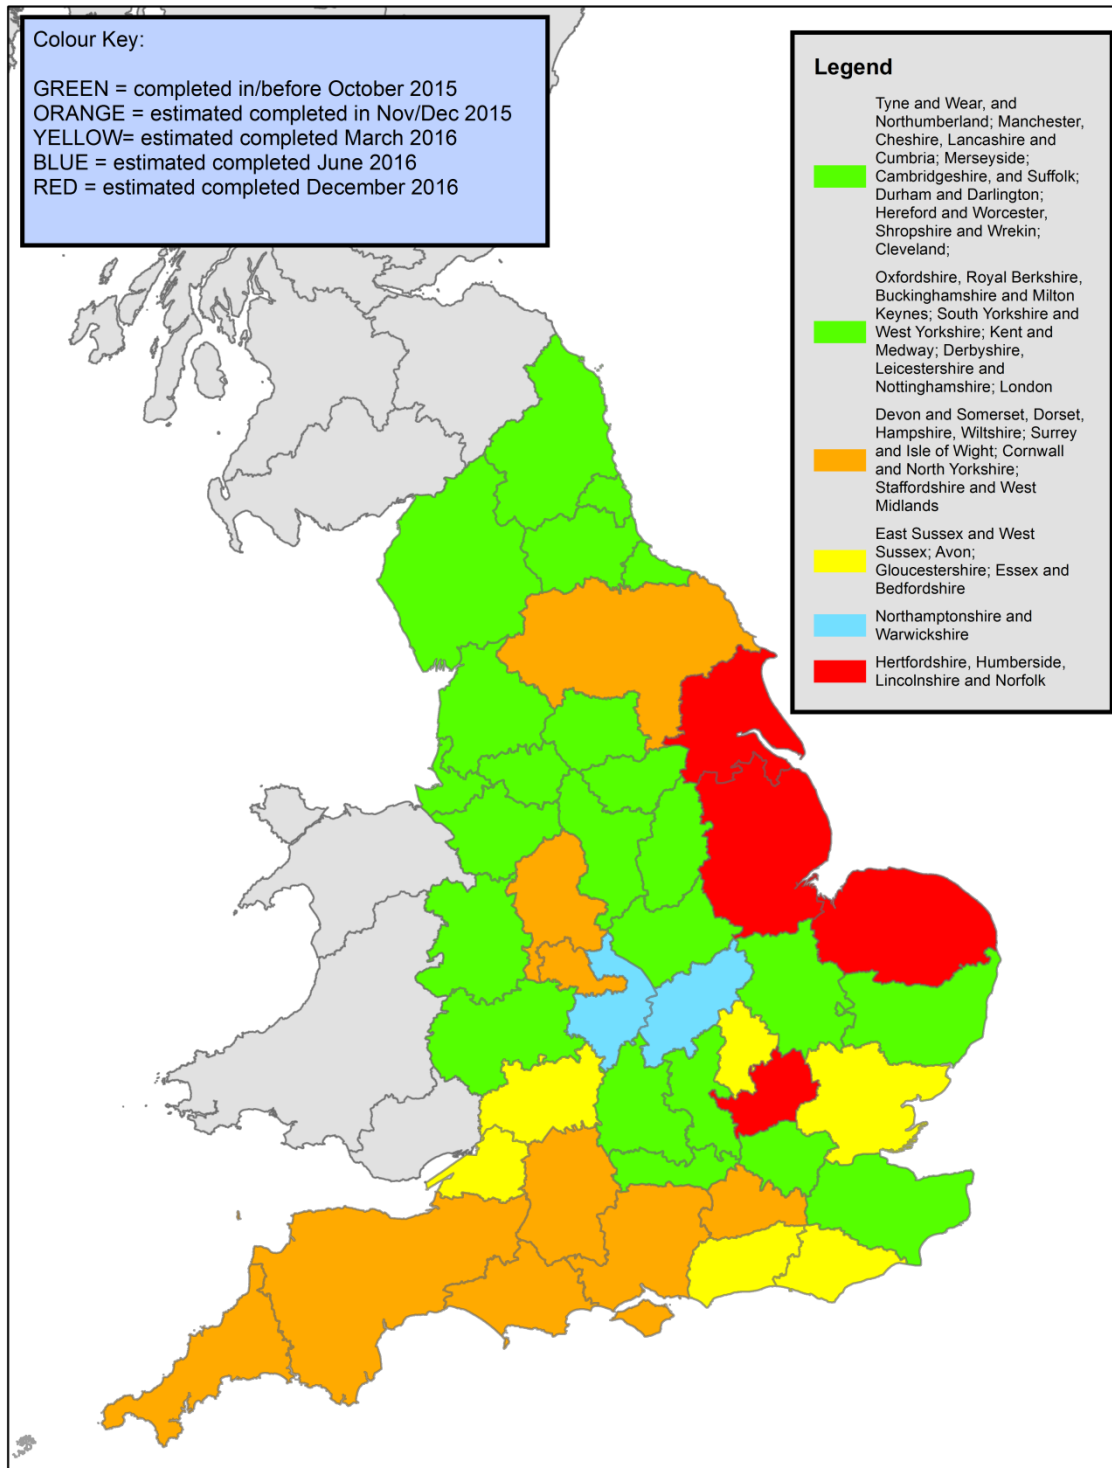 Colour Key:
GREEN = completed in/before October 2015
ORANGE = estimated completed in Nov/Dec 2015
YELLOW= estimated completed March 2016
BLUE = estimated completed June 2016
RED = estimated completed December 2016
Legend
Tyne and Wear, and
Northumberland; Manchester,
Cheshire, Lancashire and
Cumbria; Merseyside;
Cambridgeshire, and Suffolk;
Durham and Darlington;
Hereford and Worcester,
Shropshire and Wrekin;
Cleveland;
Oxfordshire, Royal Berkshire,
Buckinghamshire and Milton
Keynes; South Yorkshire and
West Yorkshire; Kent and
Medway; Derbyshire,
Leicestershire and
Nottinghamshire; London
Devon and Somerset, Dorset,
Hampshire, Wiltshire; Surrey
and Isle of Wight; Cornwall
and North Yorkshire;
Staffordshire and West
Midlands
East Sussex and West
Sussex; Avon;
Gloucestershire; Essex and
Bedfordshire
Northamptonshire and
Warwickshire
Hertfordshire, Humberside,
Lincolnshire and Norfolk